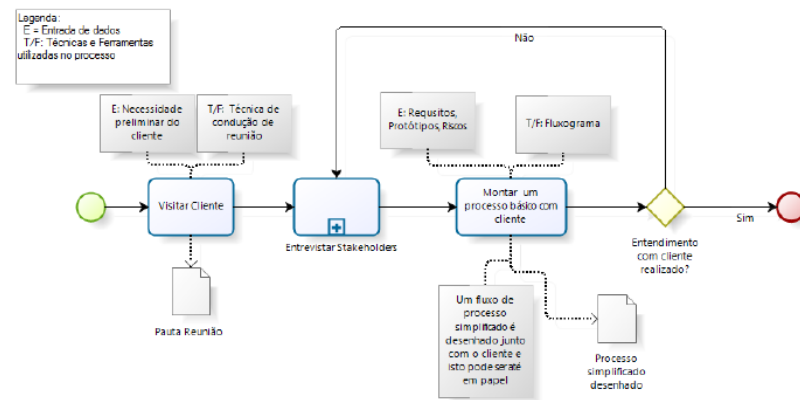 Legenda:
E = Entrada de dados
T/F: Técnicas e Ferramentas
utilizadas no processo
Não
E: Necessidade
preliminar do
cliente
T/F: Técnica de
condução de
reunião
E: Requsitos,
Protótipos, Riscos
T/F: Fluxograma
Visitar Cliente
Entrevistar Stakeholders
Montar um
processo básico com
cliente
Sim
Entendimento
com cliente
realizado?
Pauta Reunião
Um fluxo de
processo
simplificado é
desenhado junto
com o cliente e
isto pode ser até
em papel
Processo
simplificado
desenhado